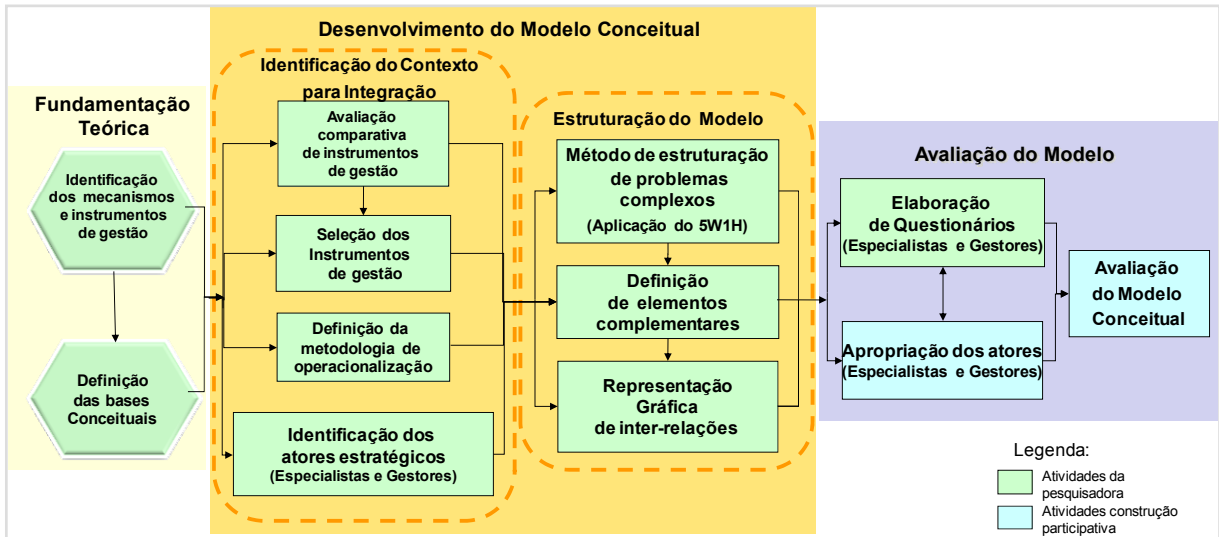 Desenvolvimento do Modelo Conceitual
Fundamentação
Teórica
Identificação
dos mecanismos
e instrumentos
de gestão
Definição
das bases
Conceituais
Identificação do Contexto
para Integração
Avaliação
comparativa
de instrumentos
de gestão
Seleção dos
Instrumentos
de gestão
Definição da
metodologia de
operacionalização
Identificação dos
atores estratégicos
(Especialistas e Gestores)
Estruturação do Modelo
Método de estruturação
de problemas
complexos
(Aplicação do 5W1H)
Definição
de elementos
complementares
Representação
Gráfica
de inter-relações
Avaliação do Modelo
Elaboração
de Questionários
(Especialistas e Gestores)
Apropriação dos atores
(Especialistas e Gestores)
Avaliação
do Modelo
Conceitual
Legenda:
Atividades da
pesquisadora
Atividades construção
participativa